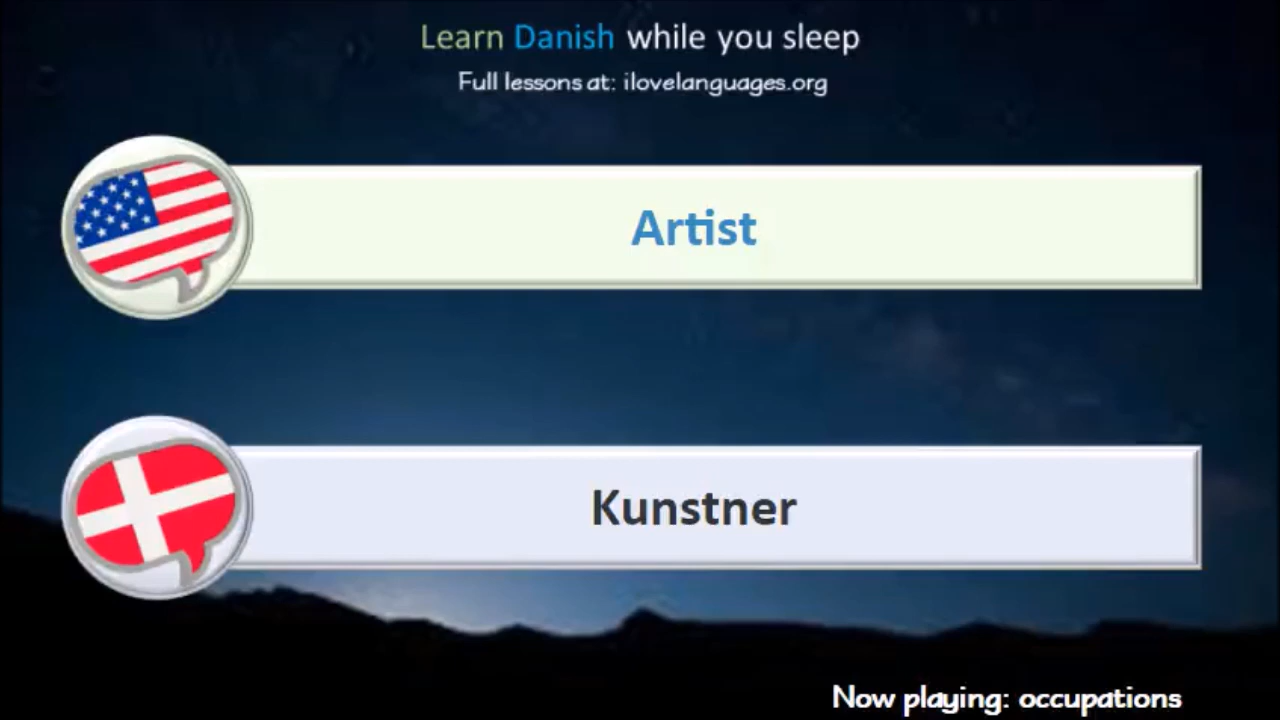 Learn Danish while you sleep
Full lessons at: ilovelanguages.org
Artist
Kunstner
Now playing: occupations